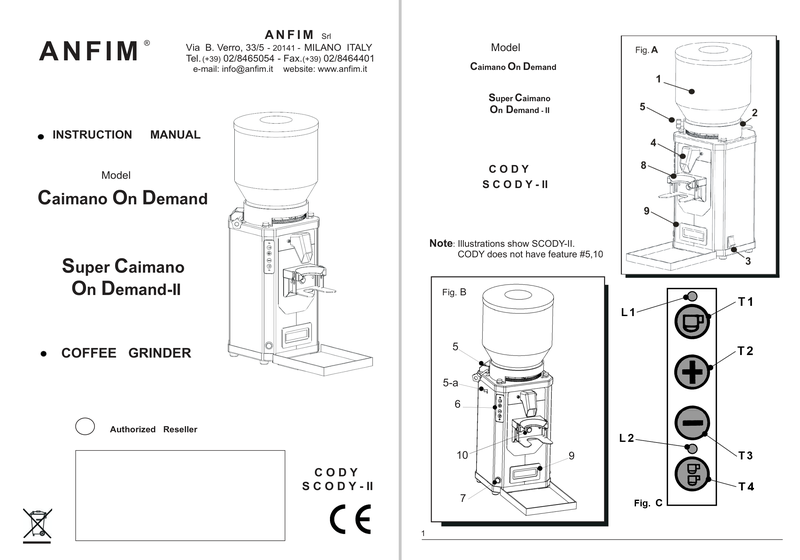 ANFIM®
ANFIM Srl
Via B. Verro, 33/5 - 20141 - MILANO ITALY
Tel.(+39) 02/8465054 - Fax.(+39) 02/8464401
e-mail: info@anfim.it website: www.anfim.it
● INSTRUCTION MANUAL
Model
Caimano On Demand
Super Caimano
On Demand-II
● COFFEE GRINDER
Authorized Reseller
CODY
SCODY-II
CE
Model
Caimano On Demand
Super Caimano
On Demand - II
CODY
SCODY-II
Note: Illustrations show SCODY-II.
CODY does not have feature #5,10
Fig. A
1
5
2
4
8
9
3
Fig. B
5
5-a
6
10
9
7
L1
T1
T2
L2
T3
T4
Fig. C
1